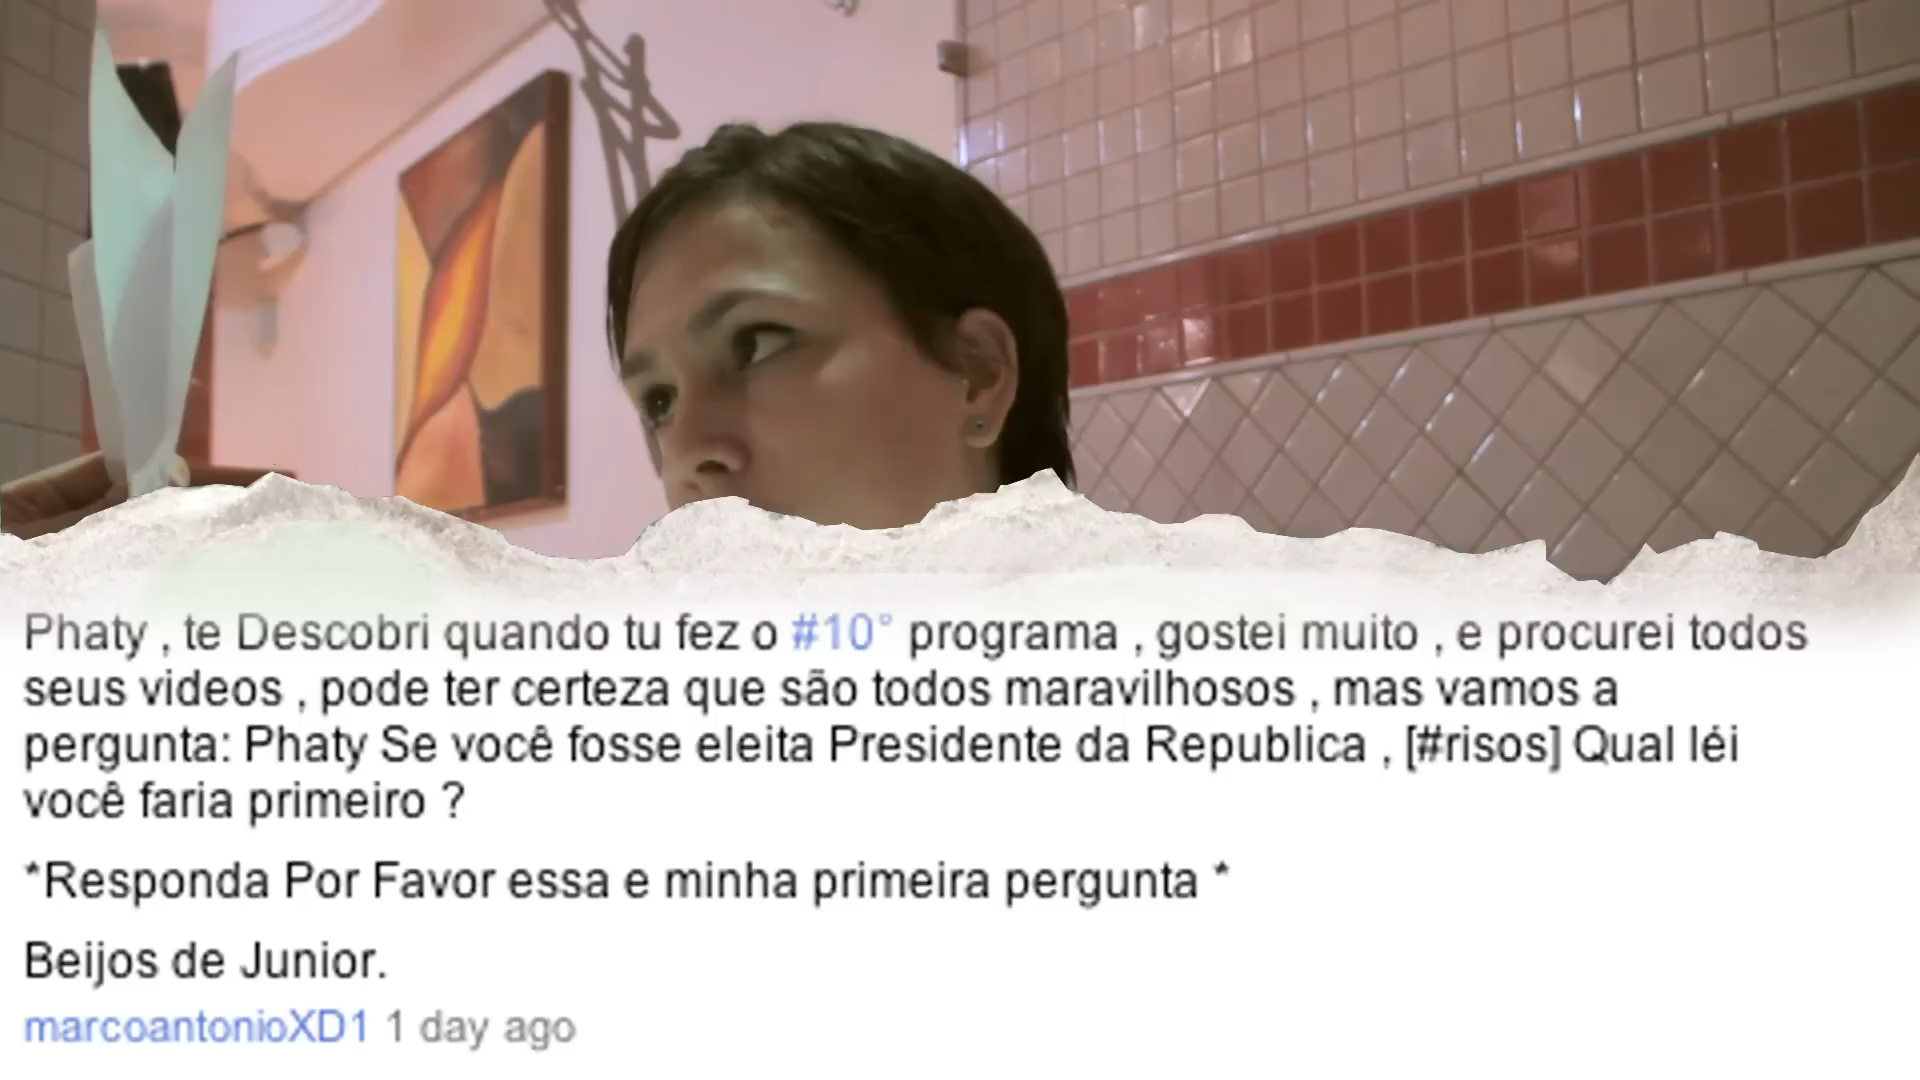 Phaty , te Descobri quando tu fez o #10° programa , gostei muito , e procurei todos
seus videos , pode ter certeza que são todos maravilhosos , mas vamos a
pergunta: Phaty Se você fosse eleita Presidente da Republica , [#risos] Qual léi
você faria primeiro ?
*Responda Por Favor essa e minha primeira pergunta *
Beijos de Junior.
marcoantonioXD1 1 day ago